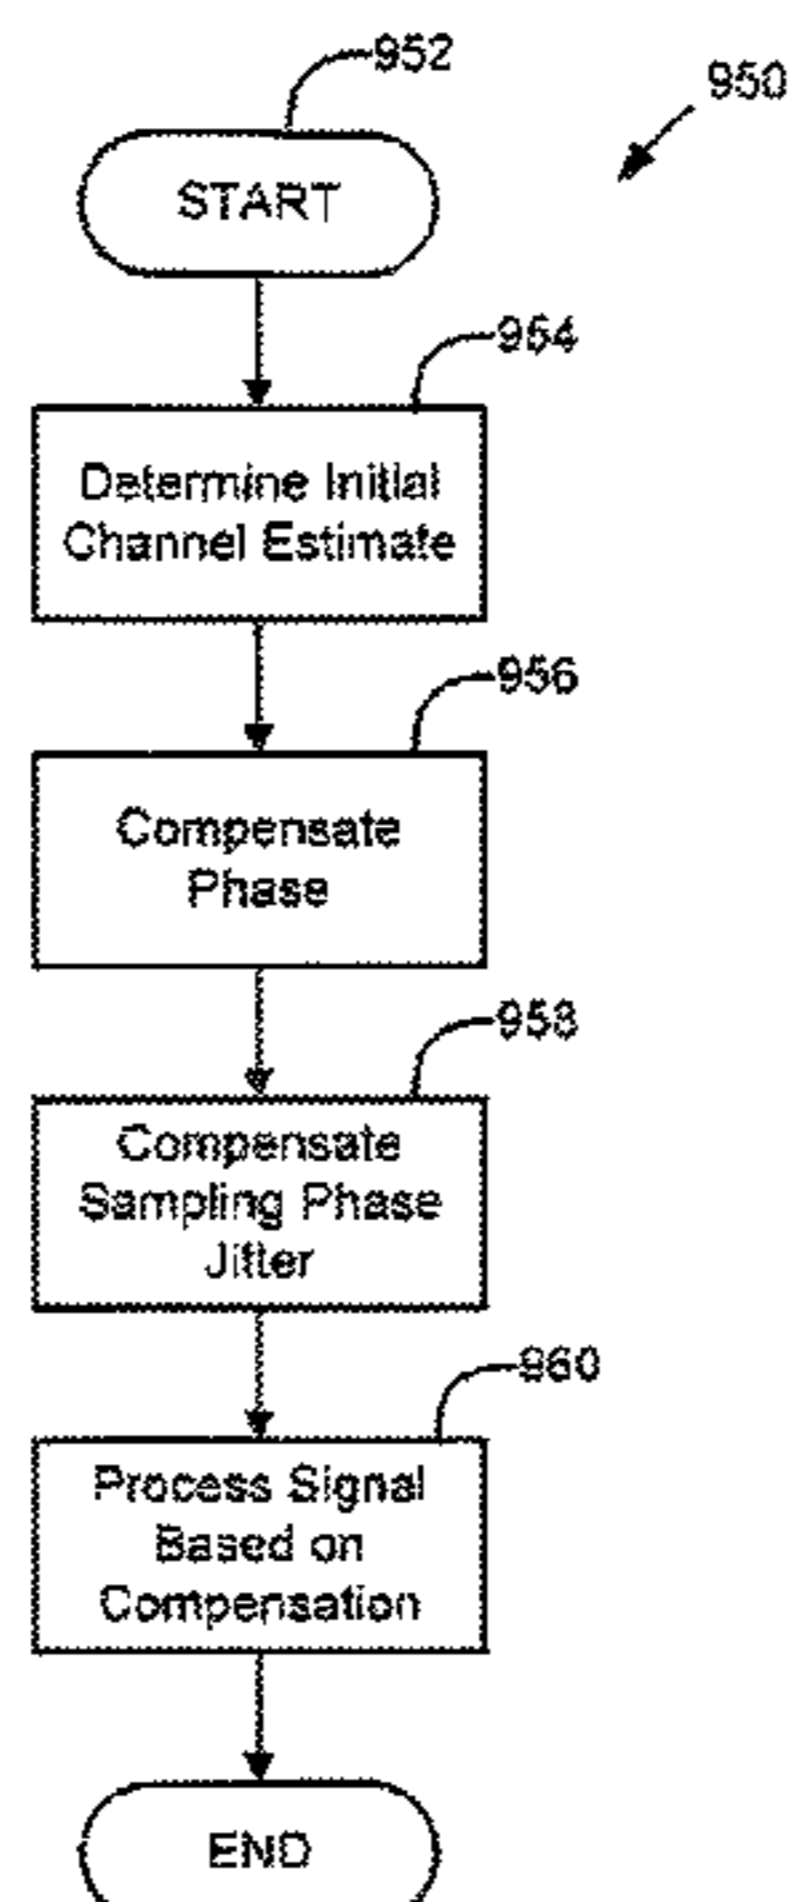 952
950
START
954
Determine Initial
Channel Estimate
956
Compensate
Phase
958
Compensate
Sampling Phase
Jitter
960
Process Signal
Based on
Compensation
END